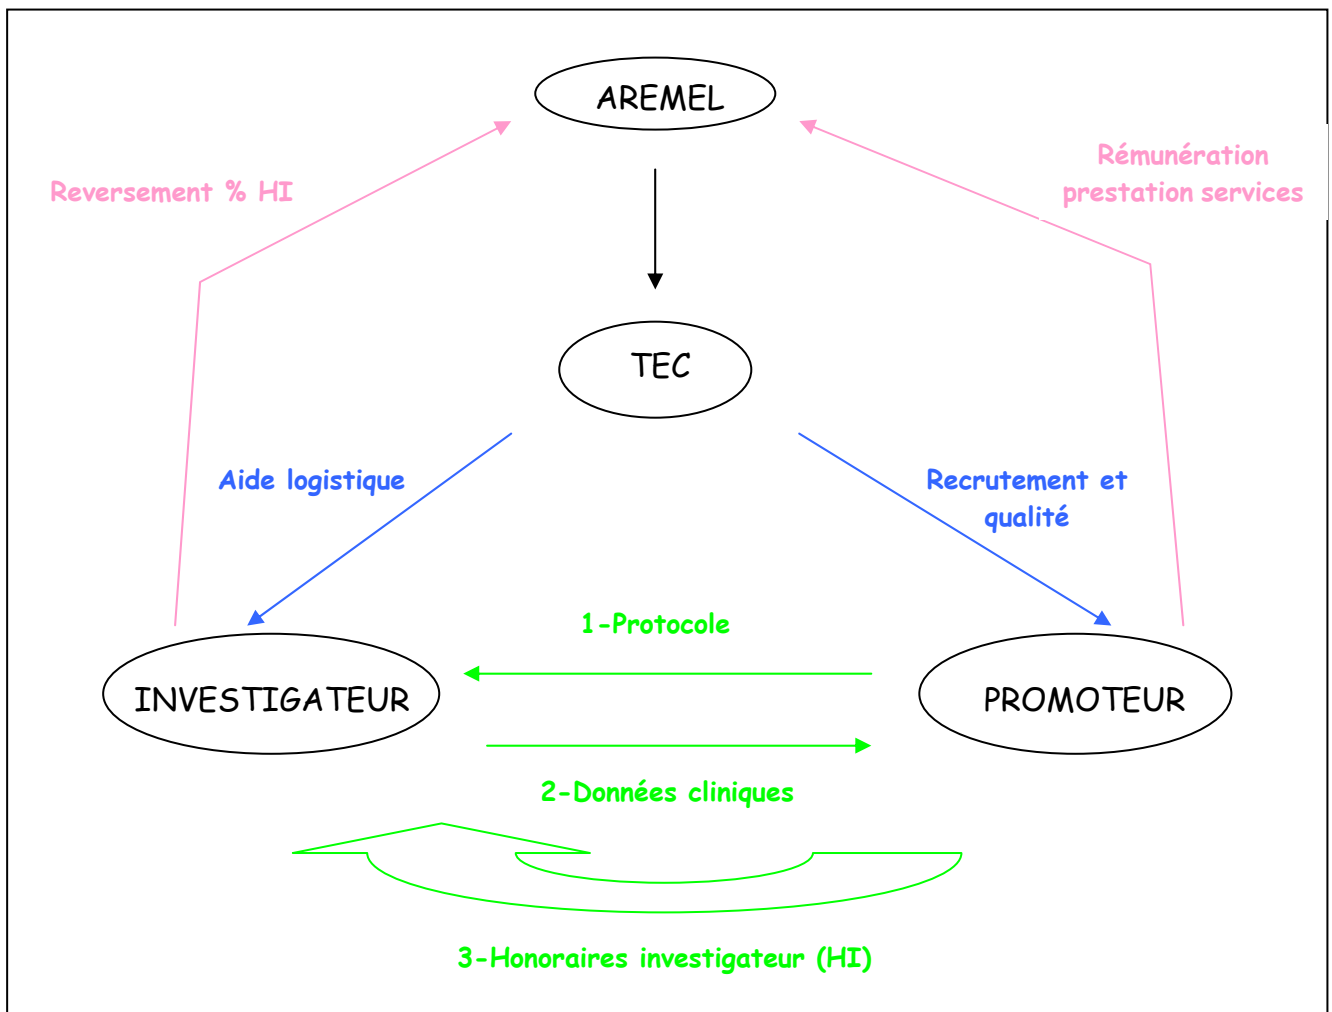 AREMEL
Reversement % HI
Rémunération
prestation services
TEC
Aide logistique
Recrutement et
qualité
1-Protocole
INVESTIGATEUR
PROMOTEUR
2-Données cliniques
3-Honoraires investigateur (HI)